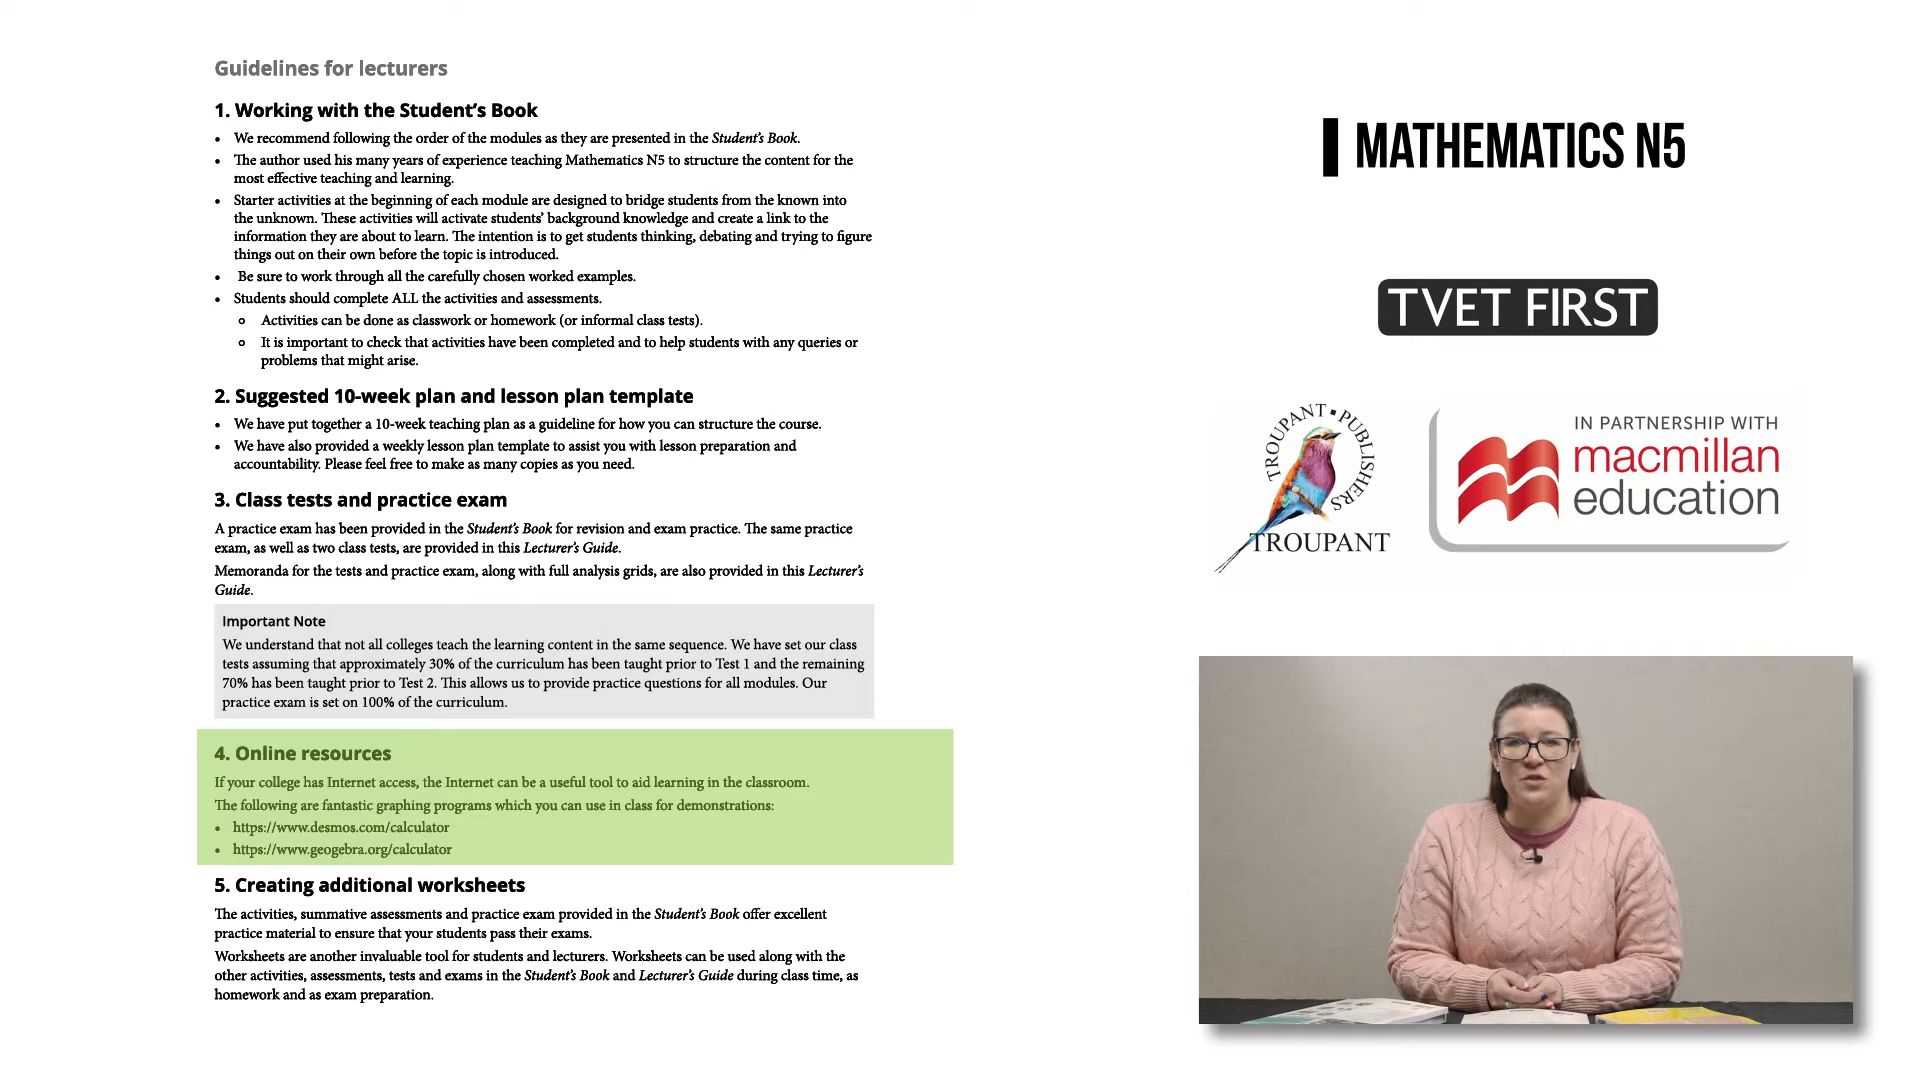 Guidelines for lecturers
1. Working with the Student's Book
• We recommend following the order of the modules as they are presented in the Student's Book.
• The author used his many years of experience teaching Mathematics N5 to structure the content for the
most effective teaching and learning.
• Starter activities at the beginning of each module are designed to bridge students from the known into
the unknown. These activities will activate students' background knowledge and create a link to the
information they are about to learn. The intention is to get students thinking, debating and trying to figure
things out on their own before the topic is introduced.
• Be sure to work through all the carefully chosen worked examples.
• Students should complete ALL the activities and assessments.
o Activities can be done as classwork or homework (or informal class tests).
o It is important to check that activities have been completed and to help students with any queries or
problems that might arise.
2. Suggested 10-week plan and lesson plan template
• We have put together a 10-week teaching plan as a guideline for how you can structure the course.
• We have also provided a weekly lesson plan template to assist you with lesson preparation and
accountability. Please feel free to make as many copies as you need.
3. Class tests and practice exam
A practice exam has been provided in the Student's Book for revision and exam practice. The same practice
exam, as well as two class tests, are provided in this Lecturer's Guide.
Memoranda for the tests and practice exam, along with full analysis grids, are also provided in this Lecturer's
Guide.
Important Note
We understand that not all colleges teach the learning content in the same sequence. We have set our class
tests assuming that approximately 30% of the curriculum has been taught prior to Test 1 and the remaining
70% has been taught prior to Test 2. This allows us to provide practice questions for all modules. Our
practice exam is set on 100% of the curriculum.
4. Online resources
If your college has Internet access, the Internet can be a useful tool to aid learning in the classroom.
The following are fantastic graphing programs which you can use in class for demonstrations:
• https://www.desmos.com/calculator
• https://www.geogebra.org/calculator
5. Creating additional worksheets
The activities, summative assessments and practice exam provided in the Student's Book offer excellent
practice material to ensure that your students pass their exams.
Worksheets are another invaluable tool for students and lecturers. Worksheets can be used along with the
other activities, assessments, tests and exams in the Student's Book and Lecturer's Guide during class time, as
homework and as exam preparation.
MATHEMATICS N5
TVET FIRST
TROUPANT • PUBLISHERS
TROUPANT
IN PARTNERSHIP WITH
macmillan
education